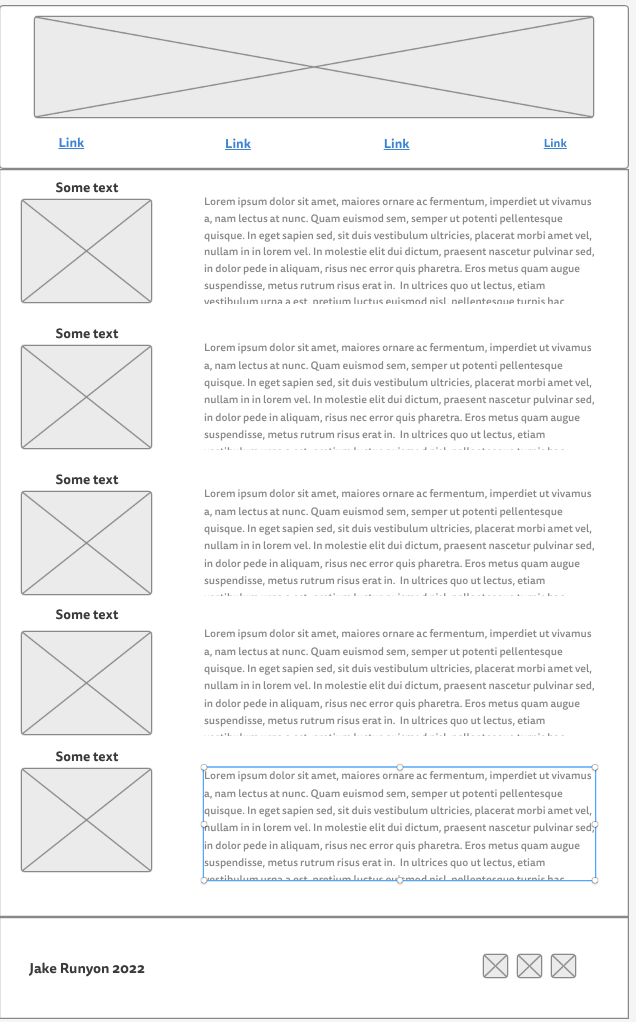 Link
Link
Link
Link
Some text
Lorem ipsum dolor sit amet, maiores ornare ac fermentum, imperdiet ut vivamus
a, nam lectus at nunc. Quam euismod sem, semper ut potenti pellentesque
quisque. In eget sapien sed, sit duis vestibulum ultricies, placerat morbi amet vel,
nullam in in lorem vel. In molestie elit dui dictum, praesent nascetur pulvinar sed,
in dolor pede in aliquam, risus nec error quis pharetra. Eros metus quam augue
suspendisse, metus rutrum risus erat in. In ultrices quo ut lectus, etiam
vestibulum urna a est, pretium luctus euismod nisl, pellentesque turpis hac
Some text
Lorem ipsum dolor sit amet, maiores ornare ac fermentum, imperdiet ut vivamus
a, nam lectus at nunc. Quam euismod sem, semper ut potenti pellentesque
quisque. In eget sapien sed, sit duis vestibulum ultricies, placerat morbi amet vel,
nullam in in lorem vel. In molestie elit dui dictum, praesent nascetur pulvinar sed,
in dolor pede in aliquam, risus nec error quis pharetra. Eros metus quam augue
suspendisse, metus rutrum risus erat in. In ultrices quo ut lectus, etiam
Some text
Lorem ipsum dolor sit amet, maiores ornare ac fermentum, imperdiet ut vivamus
a, nam lectus at nunc. Quam euismod sem, semper ut potenti pellentesque
quisque. In eget sapien sed, sit duis vestibulum ultricies, placerat morbi amet vel,
nullam in in lorem vel. In molestie elit dui dictum, praesent nascetur pulvinar sed,
in dolor pede in aliquam, risus nec error quis pharetra. Eros metus quam augue
suspendisse, metus rutrum risus erat in. In ultrices quo ut lectus, etiam
Some text
Lorem ipsum dolor sit amet, maiores ornare ac fermentum, imperdiet ut vivamus
a, nam lectus at nunc. Quam euismod sem, semper ut potenti pellentesque
quisque. In eget sapien sed, sit duis vestibulum ultricies, placerat morbi amet vel,
nullam in in lorem vel. In molestie elit dui dictum, praesent nascetur pulvinar sed,
in dolor pede in aliquam, risus nec error quis pharetra. Eros metus quam augue
suspendisse, metus rutrum risus erat in. In ultrices quo ut lectus, etiam
Some text
Lorem ipsum dolor sit amet, maiores ornare ac fermentum, imperdiet ut vivamus
a, nam lectus at nunc. Quam euismod sem, semper ut potenti pellentesque
quisque. In eget sapien sed, sit duis vestibulum ultricies, placerat morbi amet vel,
nullam in in lorem vel. In molestie elit dui dictum, praesent nascetur pulvinar sed,
in dolor pede in aliquam, risus nec error quis pharetra. Eros metus quam augue
suspendisse, metus rutrum risus erat in. In ultrices quo ut lectus, etiam
vestibulum urna a est, pretium luctus euismod nisl, pellentesque turpis hac
Jake Runyon 2022